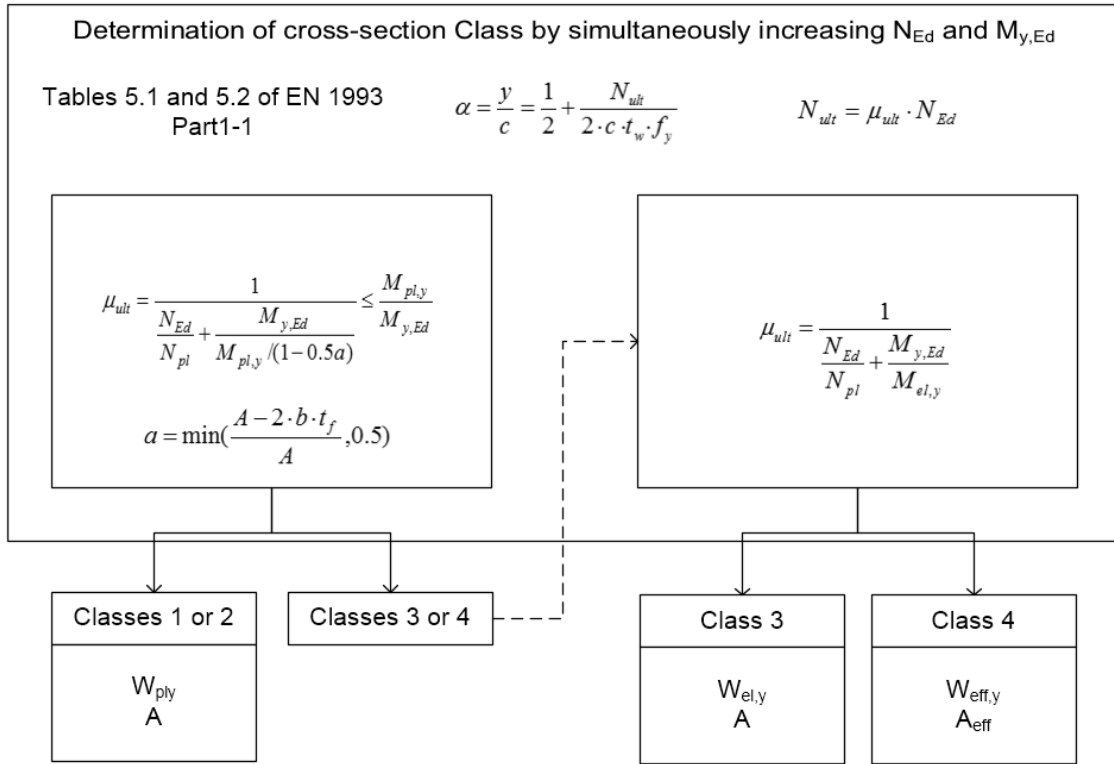 Determination of cross-section Class by simultaneously increasing N_Ed and M_y,Ed
Tables 5.1 and 5.2 of EN 1993
Part1-1
α = y/c = 1/2 + N_ult/(2·c·t_w·f_y)
N_ult = μ_ult · N_Ed
μ_ult = 1/(N_Ed/N_pl + M_y,Ed/(M_pl,y/(1-0.5a))) ≤ M_pl,y/M_y,Ed
a = min((A-2·b·t_f)/A,0.5)
μ_ult = 1/(N_Ed/N_pl + M_y,Ed/M_el,y)
Classes 1 or 2
W_ply
A
Classes 3 or 4
Class 3
W_el,y
A
Class 4
W_eff,y
A_eff